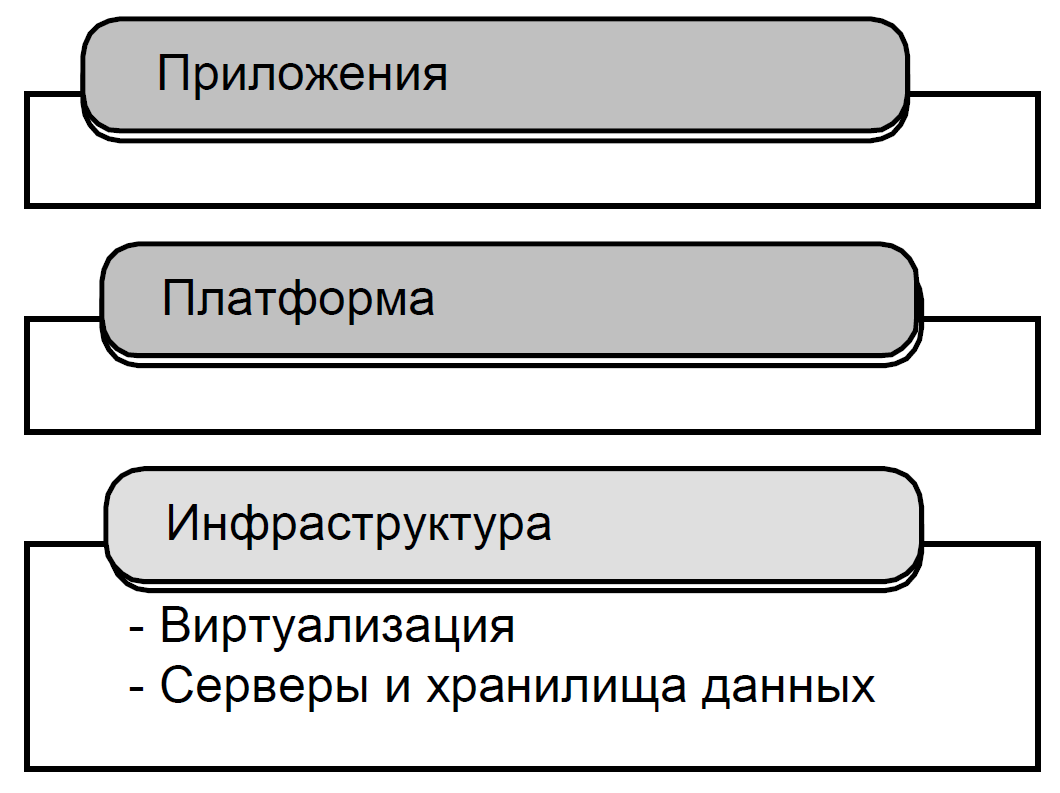 Приложения
Платформа
Инфраструктура
- Виртуализация
- Серверы и хранилища данных